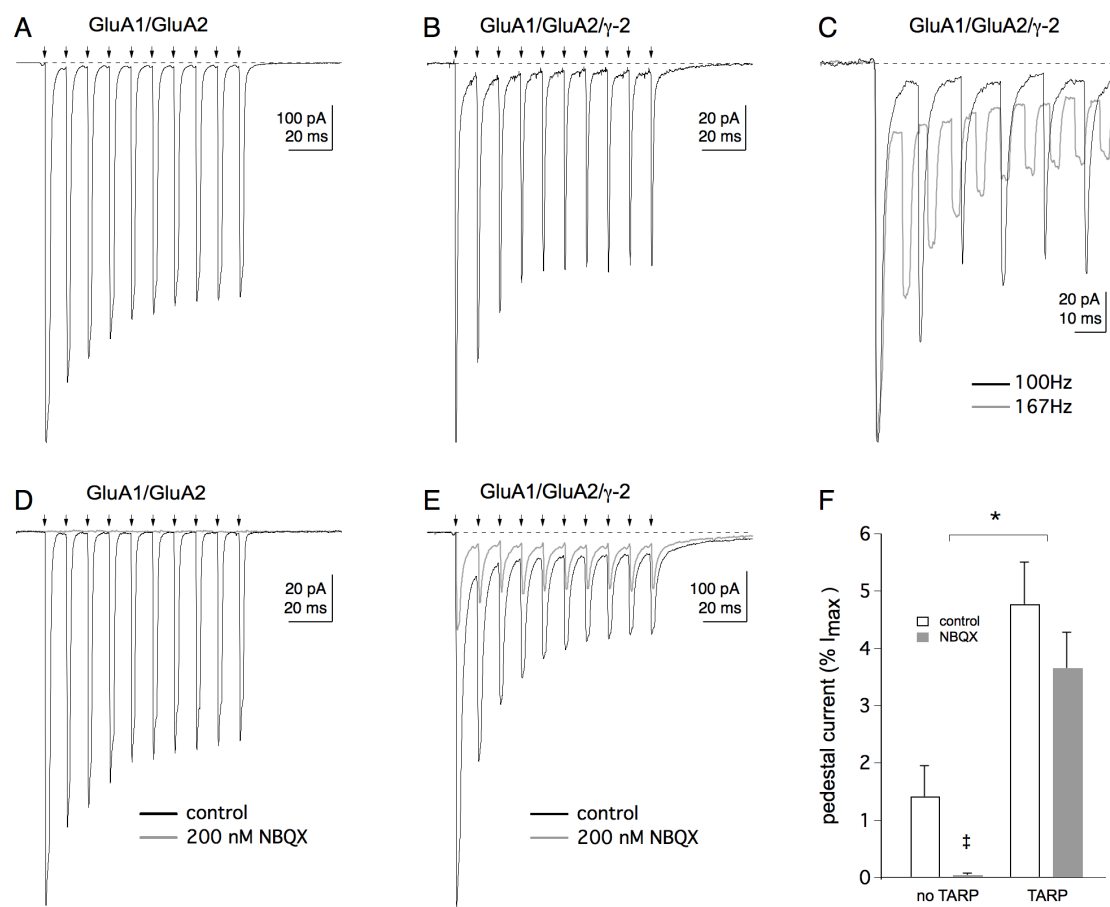 A
GluA1/GluA2
100 pA
20 ms
B
GluA1/GluA2/γ-2
20 pA
20 ms
C
GluA1/GluA2/γ-2
20 pA
10 ms
100Hz
167Hz
D
GluA1/GluA2
20 pA
20 ms
control
200 nM NBQX
E
GluA1/GluA2/γ-2
100 pA
20 ms
control
200 nM NBQX
F
pedestal current (% Imax)
6
5
4
3
2
1
0
*
control
NBQX
‡
no TARP
TARP